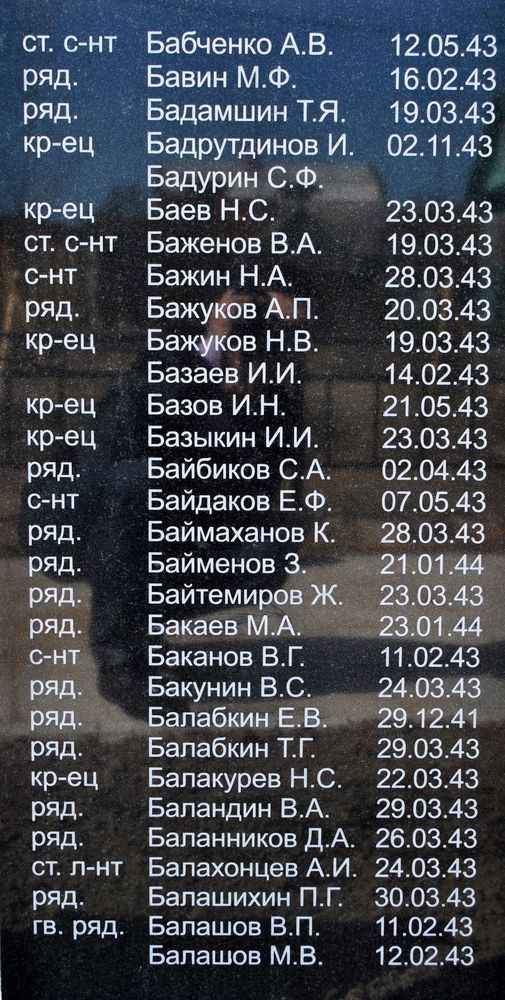 ст. с-нт Бабченко А.В. 12.05.43
ряд. Бавин М.Ф. 16.02.43
ряд. Бадамшин Т.Я. 19.03.43
кр-ец Бадрутдинов И. 02.11.43
Бадурин С.Ф.
кр-ец Баев Н.С. 23.03.43
ст. с-нт Баженов В.А. 19.03.43
с-нт Бажин Н.А. 28.03.43
ряд. Бажуков А.П. 20.03.43
кр-ец Бажуков Н.В. 19.03.43
Базаев И.И. 14.02.43
кр-ец Базов И.Н. 21.05.43
кр-ец Базыкин И.И. 23.03.43
ряд. Байбиков С.А. 02.04.43
с-нт Байдаков Е.Ф. 07.05.43
ряд. Баймаханов К. 28.03.43
ряд. Байменов З. 21.01.44
ряд. Байтемиров Ж. 23.03.43
ряд. Бакаев М.А. 23.01.44
с-нт Баканов В.Г. 11.02.43
ряд. Бакунин В.С. 24.03.43
ряд. Балабкин Е.В. 29.12.41
ряд. Балабкин Т.Г. 29.03.43
кр-ец Балакурев Н.С. 22.03.43
ряд. Баландин В.А. 29.03.43
ряд. Баланников Д.А. 26.03.43
ст. л-нт Балахонцев А.И. 24.03.43
ряд. Балашихин П.Г. 30.03.43
гв. ряд. Балашов В.П. 11.02.43
Балашов М.В. 12.02.43